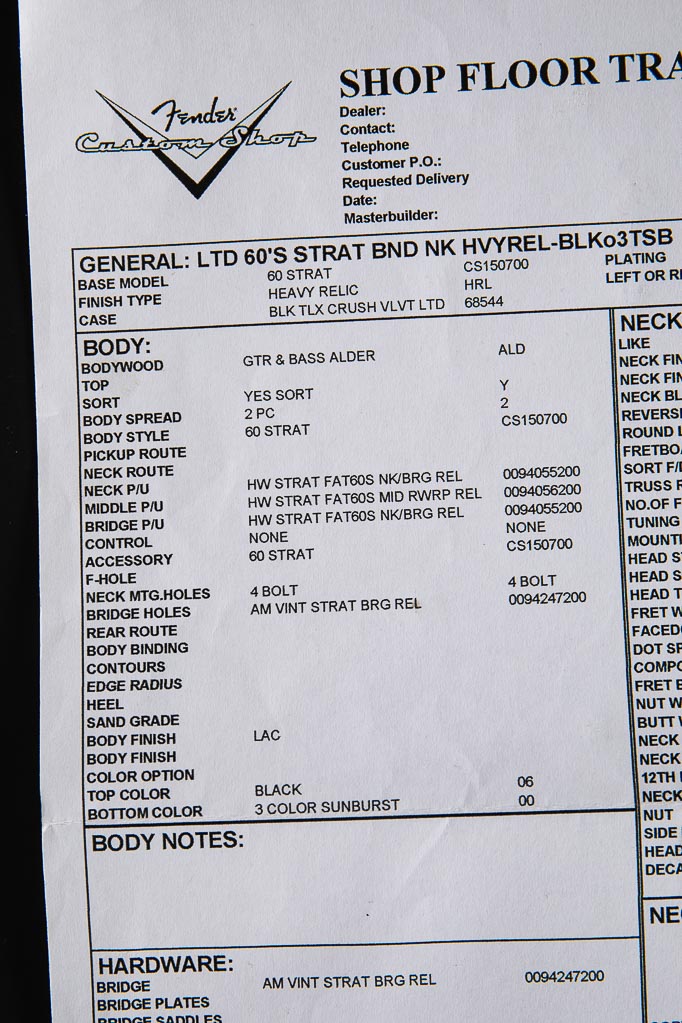 Fender
Custom Shop
SHOP FLOOR TRA
Dealer:
Contact:
Telephone
Customer P.O.:
Requested Delivery
Date:
Masterbuilder:
GENERAL: LTD 60'S STRAT BND NK HVYREL-BLKo3TSB
BASE MODEL 60 STRAT CS150700 PLATING
FINISH TYPE HEAVY RELIC HRL LEFT OR RI
CASE BLK TLX CRUSH VLVT LTD 68544
BODY:
BODYWOOD GTR & BASS ALDER ALD
TOP
SORT YES SORT Y
BODY SPREAD 2 PC 2
BODY STYLE 60 STRAT CS150700
PICKUP ROUTE
NECK ROUTE
NECK P/U HW STRAT FAT60S NK/BRG REL 0094055200
MIDDLE P/U HW STRAT FAT60S MID RWRP REL 0094056200
BRIDGE P/U HW STRAT FAT60S NK/BRG REL 0094055200
CONTROL NONE NONE
ACCESSORY 60 STRAT CS150700
F-HOLE
NECK MTG.HOLES 4 BOLT 4 BOLT
BRIDGE HOLES AM VINT STRAT BRG REL 0094247200
REAR ROUTE
BODY BINDING
CONTOURS
EDGE RADIUS
HEEL
SAND GRADE
BODY FINISH LAC
BODY FINISH
COLOR OPTION
TOP COLOR BLACK 06
BOTTOM COLOR 3 COLOR SUNBURST 00
BODY NOTES:
HARDWARE:
BRIDGE AM VINT STRAT BRG REL 0094247200
BRIDGE PLATES
BRIDGE SADDLES
NECK
LIKE
NECK FIN
NECK FIN
NECK BL
REVERS
ROUND L
FRETBO
SORT F/
TRUSS R
NO.OF F
TUNING
MOUNTI
HEAD S
HEAD S
HEAD T
FRET W
FACED
DOT SP
COMPO
FRET E
NUT W
BUTT
NECK
NECK
12TH
NECK
NUT
SIDE
HEAD
DECA
NE